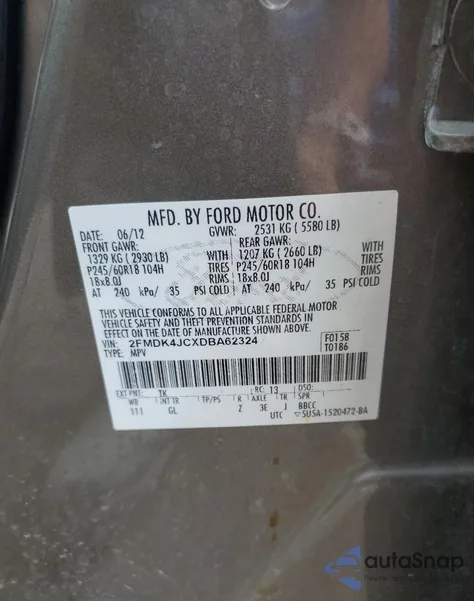 MFD. BY FORD MOTOR CO.
DATE: 06/12 GVWR: 2531 KG ( 5580 LB)
FRONT GAWR: REAR GAWR:
1329 KG ( 2930 LB) WITH 1207 KG ( 2660 LB) WITH
P245/60R18 104H TIRES P245/60R18 104H TIRES
18x8.0J RIMS 18x8.0J RIMS
AT 240 kPa/ 35 PSI COLD AT 240 kPa/ 35 PSI COLD
THIS VEHICLE CONFORMS TO ALL APPLICABLE FEDERAL MOTOR
VEHICLE SAFETY AND THEFT PREVENTION STANDARDS IN
EFFECT ON THE DATE OF MANUFACTURE SHOWN ABOVE.
VIN: 2FMDK4JCXDBA62324 F0158
TYPE: MPV T0186
EXT PNT: TK RC: 13 DSO:
WB INT TR TP/PS R AXLE TR SPR
111 GL Z 3E J BBCC
UTC 5U5A-1520472-BA
autoSnap